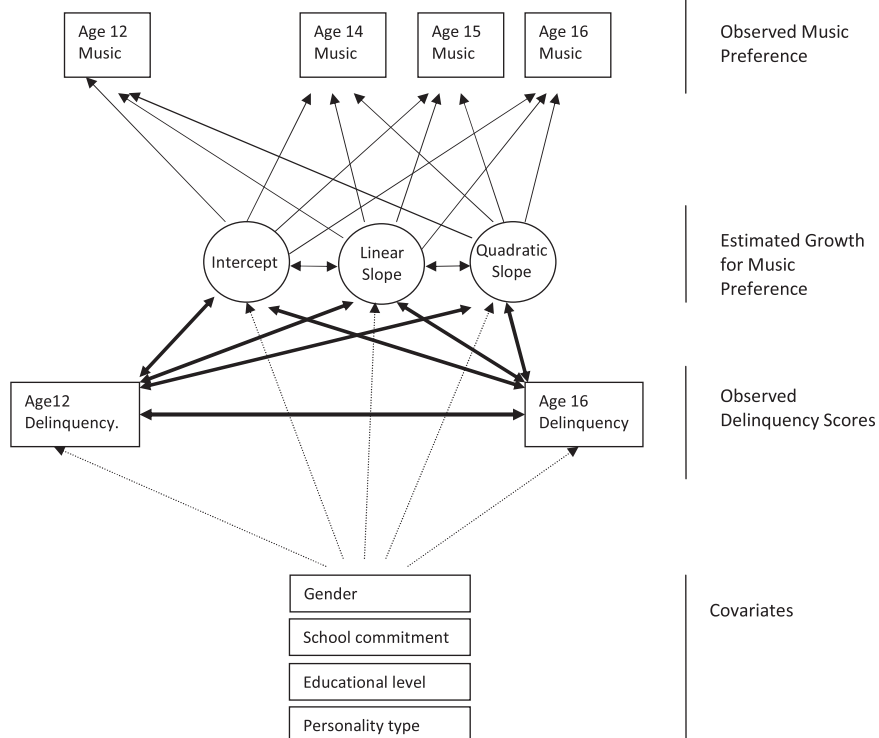 Age 12
Music
Age 14
Music
Age 15
Music
Age 16
Music
Observed Music
Preference
Intercept
Linear
Slope
Quadratic
Slope
Estimated Growth
for Music
Preference
Age12
Delinquency.
Age 16
Delinquency
Observed
Delinquency Scores
Gender
School commitment
Educational level
Personality type
Covariates